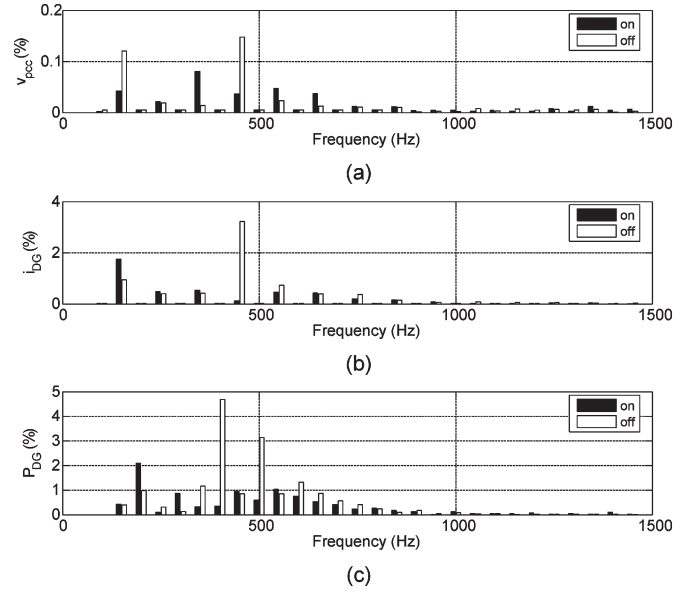 0.2
0.1
0
v_pcc (%)
on
off
0 500 1000 1500
Frequency (Hz)
(a)
4
2
0
i_DG (%)
on
off
0 500 1000 1500
Frequency (Hz)
(b)
5
4
3
2
1
0
P_DG (%)
on
off
0 500 1000 1500
Frequency (Hz)
(c)